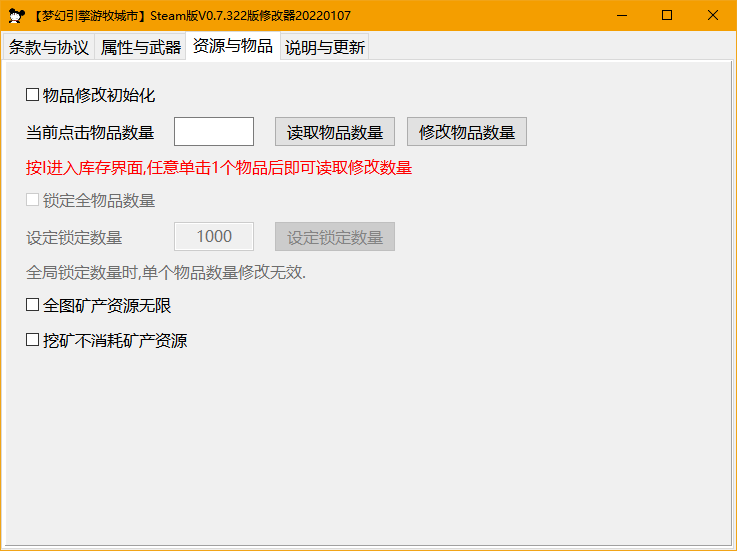 【梦幻引擎游牧城市】Steam版V0.7.322版修改器20220107
条款与协议 属性与武器 资源与物品 说明与更新
物品修改初始化
当前点击物品数量 读取物品数量 修改物品数量
按I进入库存界面,任意单击1个物品后即可读取修改数量
锁定全物品数量
设定锁定数量 1000 设定锁定数量
全局锁定数量时,单个物品数量修改无效.
全图矿产资源无限
挖矿不消耗矿产资源